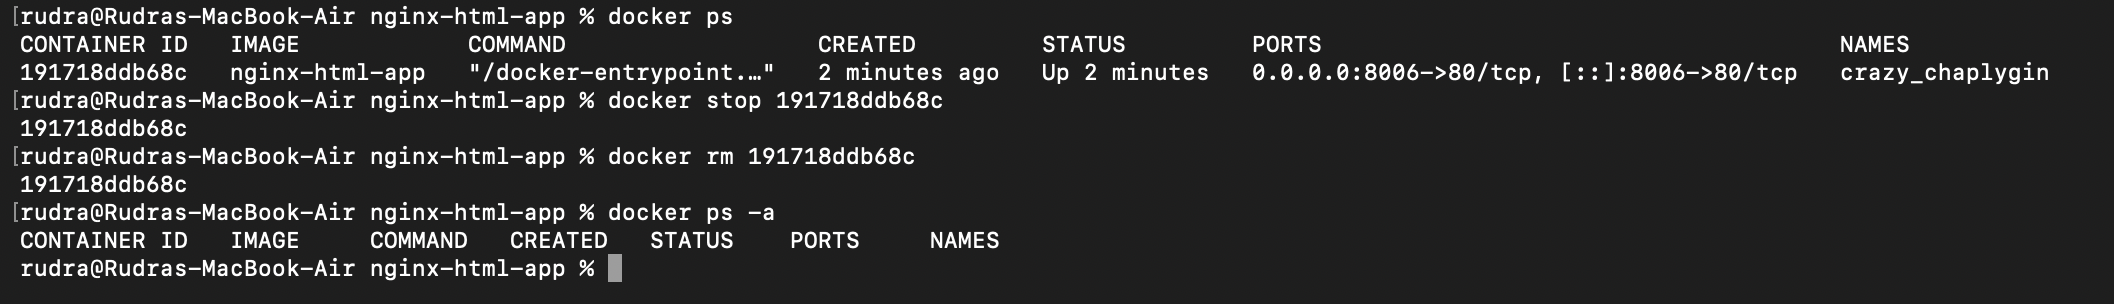 [rudra@Rudras-MacBook-Air nginx-html-app % docker ps
CONTAINER ID   IMAGE            COMMAND                  CREATED         STATUS         PORTS                                     NAMES
191718ddb68c   nginx-html-app   "/docker-entrypoint.…"   2 minutes ago   Up 2 minutes   0.0.0.0:8006->80/tcp, [::]:8006->80/tcp   crazy_chaplygin
[rudra@Rudras-MacBook-Air nginx-html-app % docker stop 191718ddb68c
191718ddb68c
[rudra@Rudras-MacBook-Air nginx-html-app % docker rm 191718ddb68c
191718ddb68c
[rudra@Rudras-MacBook-Air nginx-html-app % docker ps -a
CONTAINER ID   IMAGE     COMMAND   CREATED   STATUS    PORTS     NAMES
rudra@Rudras-MacBook-Air nginx-html-app %